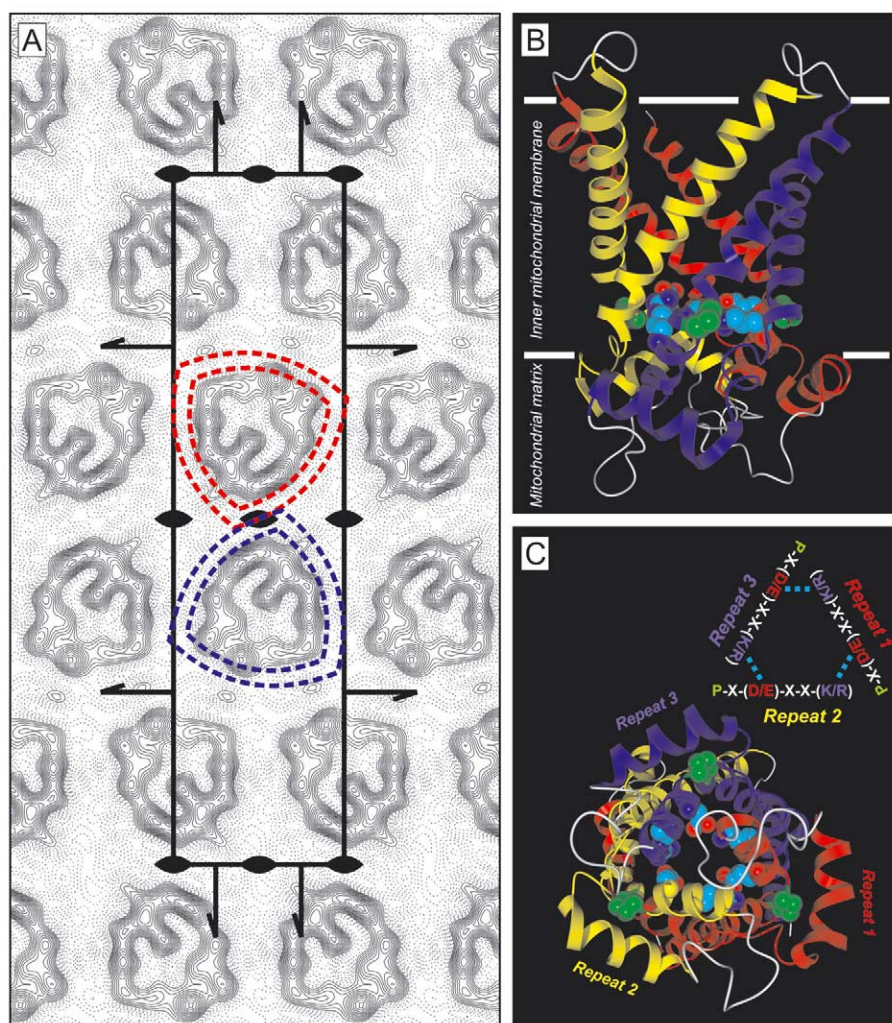 A
B
Inner mitochondrial membrane
Mitochondrial matrix
C
P-X-(D/E)-X-X-(K/R)
Repeat 3
(K/R)-X-X-(D/E)-X-P
Repeat 1
P-X-(D/E)-X-X-(K/R)
Repeat 2
Repeat 3
Repeat 1
Repeat 2